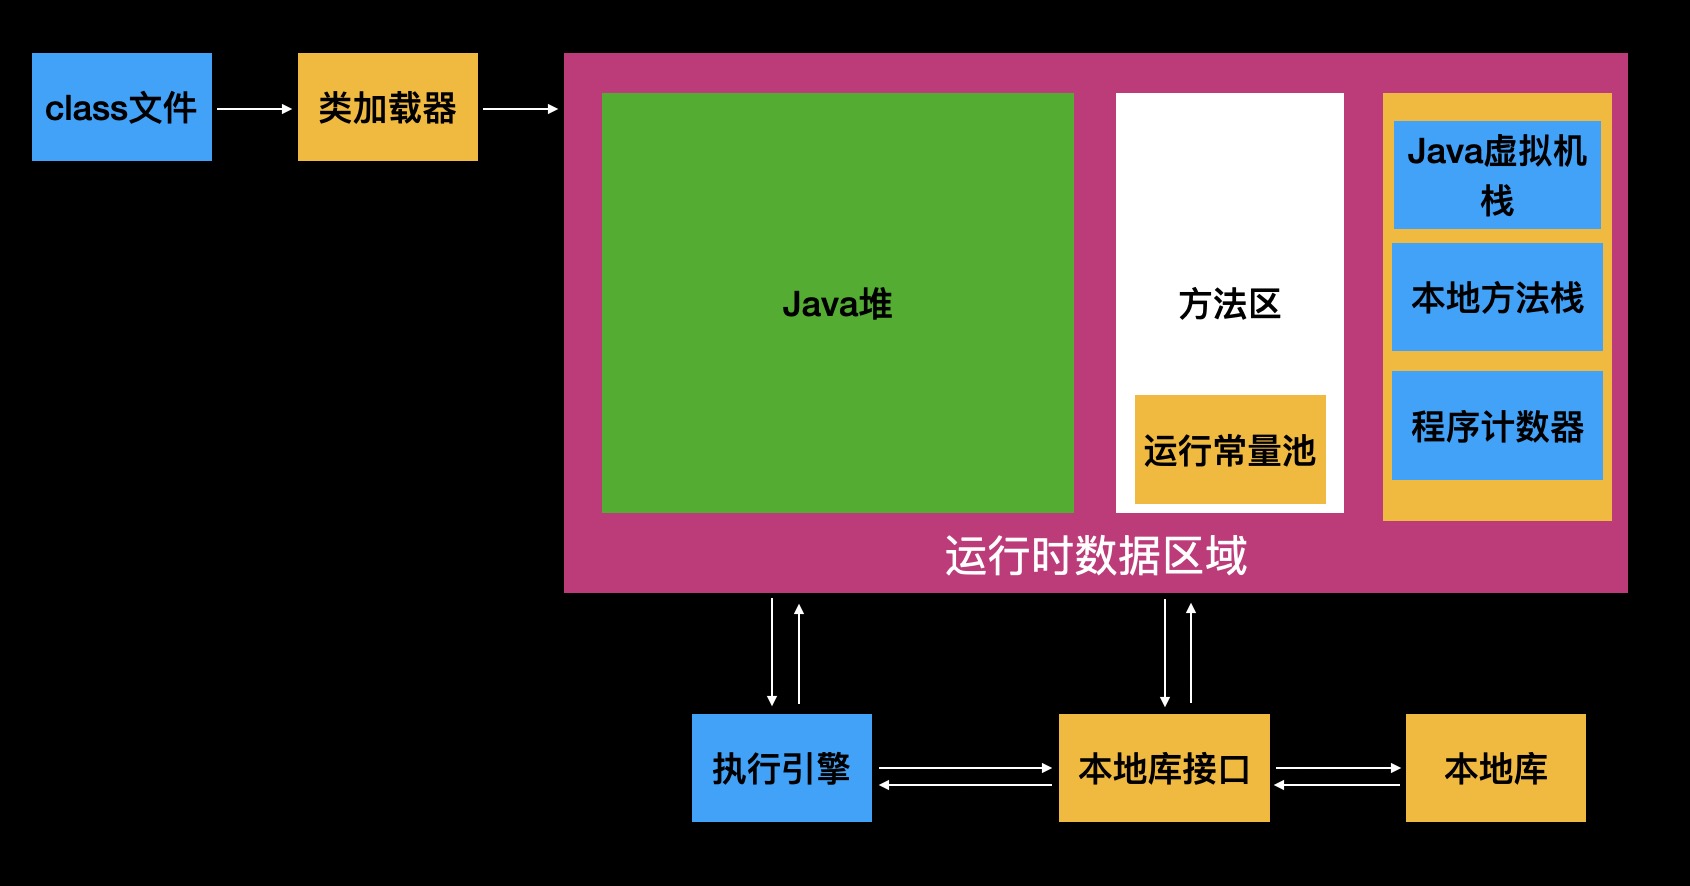 class文件
类加载器
Java堆
方法区
运行常量池
Java虚拟机
栈
本地方法栈
程序计数器
运行时数据区域
执行引擎
本地库接口
本地库